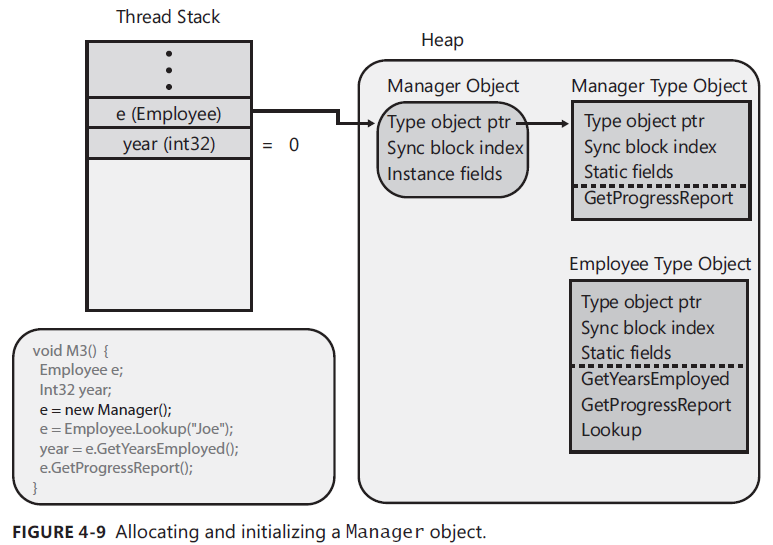 Thread Stack
Heap
e (Employee)
year (int32)
= 0
Manager Object
Type object ptr
Sync block index
Instance fields
Manager Type Object
Type object ptr
Sync block index
Static fields
GetProgressReport
Employee Type Object
Type object ptr
Sync block index
Static fields
GetYearsEmployed
GetProgressReport
Lookup
void M3() {
Employee e;
Int32 year;
e = new Manager();
e = Employee.Lookup("Joe");
year = e.GetYearsEmployed();
e.GetProgressReport();
}
FIGURE 4-9 Allocating and initializing a Manager object.